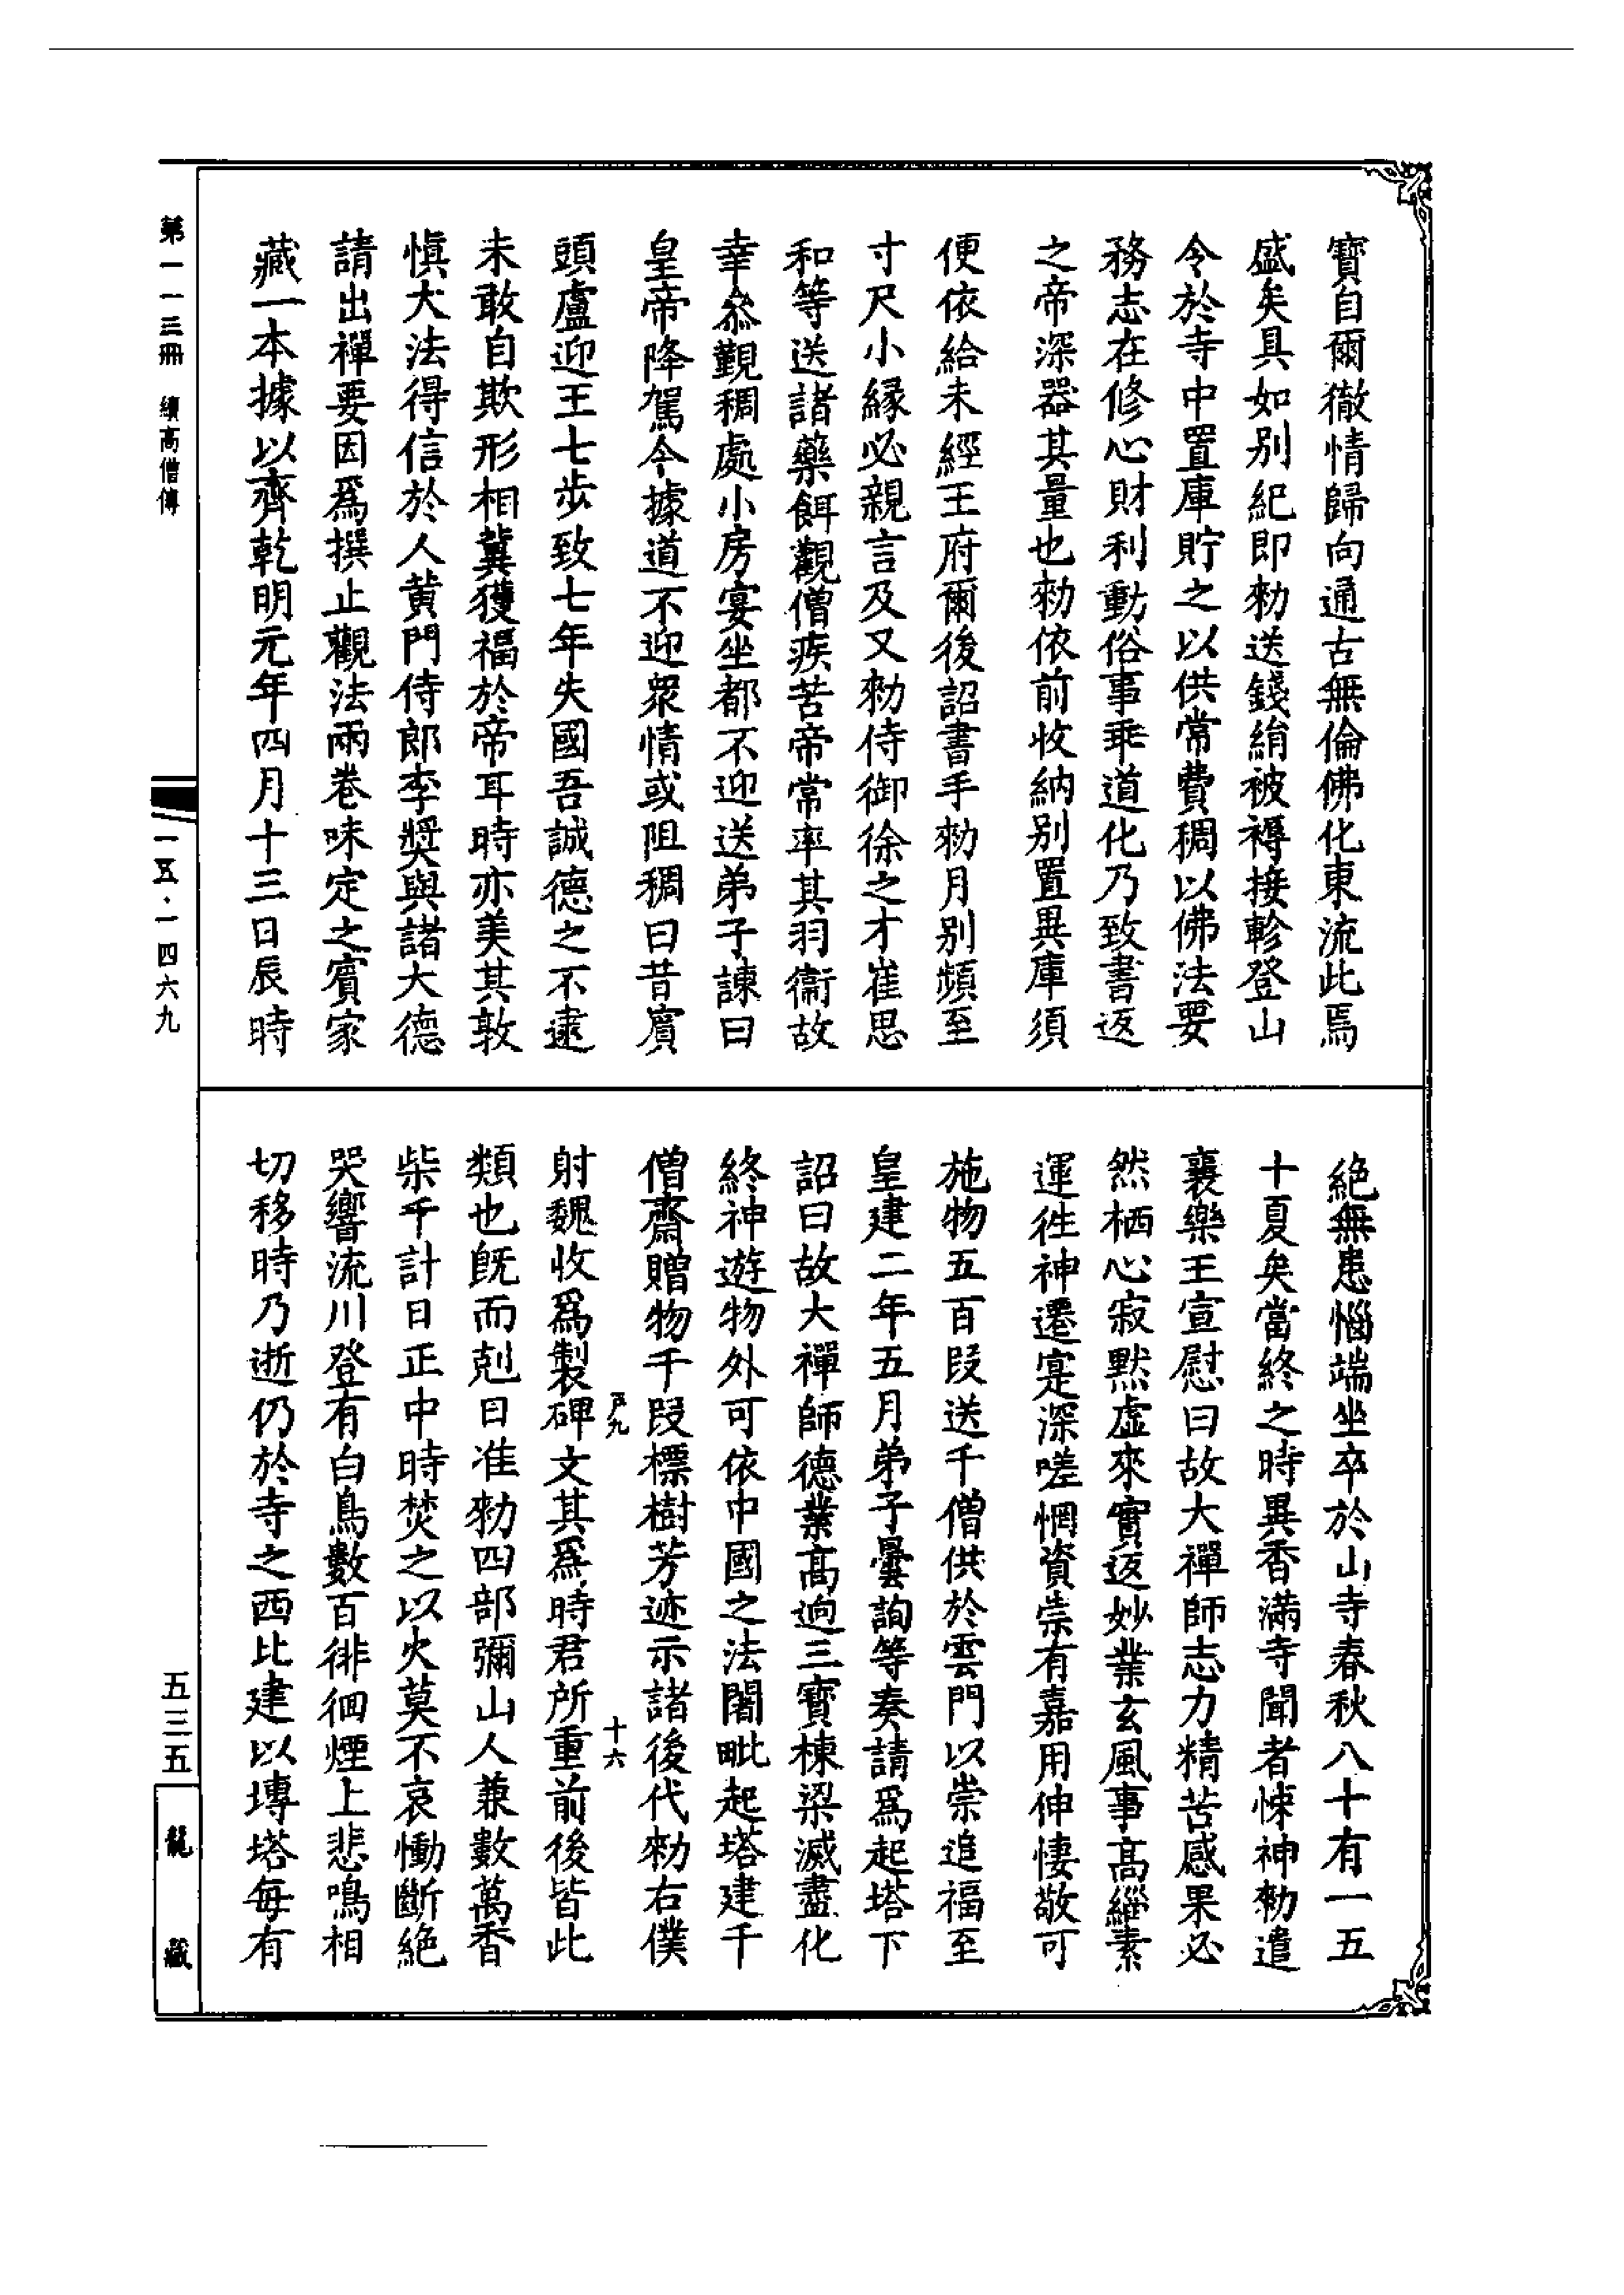 寶自爾徹情歸向通古無倫佛化東流此焉
盛矣具如别紀即勑送錢絹被褥接軫登山
令於寺中置庫貯之以供常費稠以佛法要
務志在修心財利動俗事乖道化乃致書返
之帝深器其量也勑依前收納别置異庫須
便依給未經王府爾後詔書手勑月别頻至
寸尺小緣必親言及又勑侍御徐之才崔思
和等送諸藥餌觀僧疾苦帝常率其羽衞故
幸叅覲稠處小房宴坐都不迎送弟子諫曰
皇帝降駕今據道不迎眾情或阻稠曰昔賓
頭盧迎王七步致七年失國吾誠德之不逮
未敢自欺形相冀獲福於帝耳時亦美其敦
慎大法得信於人黄門侍郎李獎與諸大德
請出禪要因爲撰止觀法兩卷味定之賓家
藏一本據以齊乾明元年四月十三日辰時
絕無患惱端坐卒於山寺春秋八十有一五
十夏矣當終之時異香滿寺聞者悚神勑遣
襄樂王宣慰曰故大禪師志力精苦感果必
然栖心寂默虛來實返妙業玄風事高緇素
運往神遷寔深嗟惘資崇有嘉用伸悽敬可
施物五百段送千僧供於雲門以崇追福至
皇建二年五月弟子曇詢等奏請爲起塔下
詔曰故大禪師德業高逈三寶棟梁滅盡化
終神遊物外可依中國之法闍毗起塔建千
僧齋贈物千段標樹芳迹示諸後代勑右僕
戸九
十六
射魏收爲製碑文其爲時君所重前後皆此
類也既而剋日准勑四部彌山人兼數萬香
柴千計日正中時焚之以火莫不哀慟斷絕
哭響流川登有白鳥數百徘徊煙上悲鳴相
切移時乃逝仍於寺之西北建以塼塔每有
第一一三冊 續高僧傳
一五·一四六九
五三五
龍藏